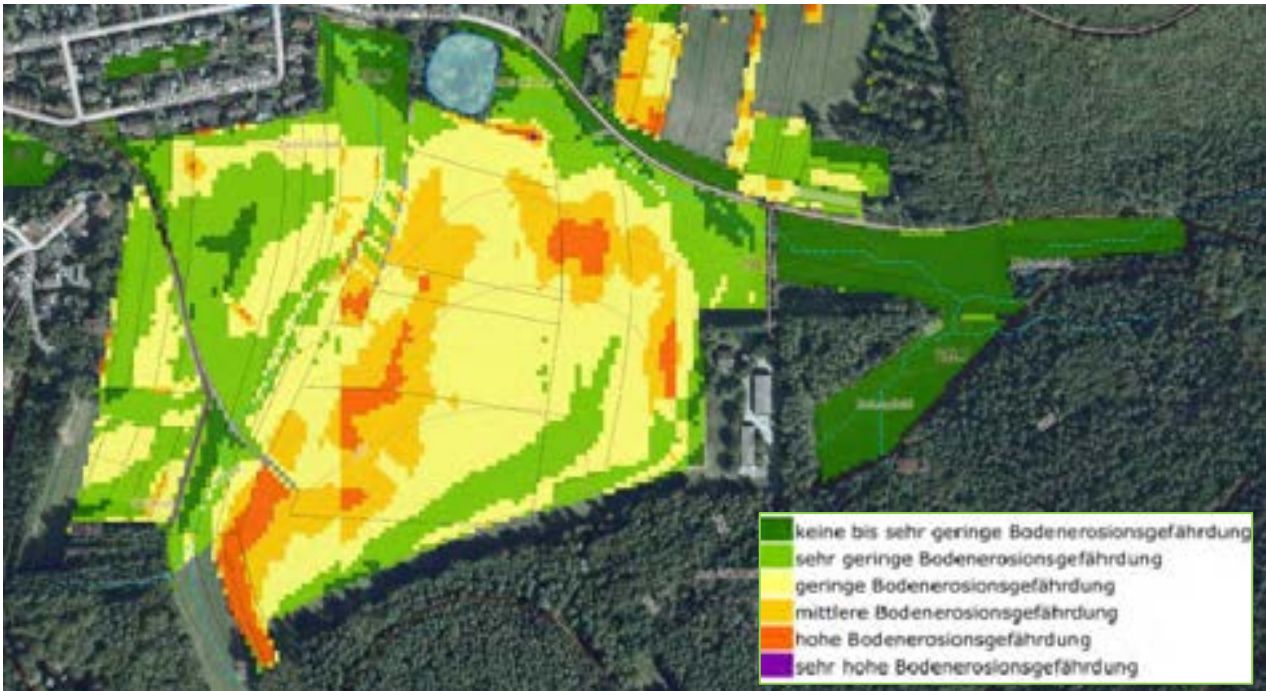 keine bis sehr geringe Bodenerosionsgefährdung
sehr geringe Bodenerosionsgefährdung
geringe Bodenerosionsgefährdung
mittlere Bodenerosionsgefährdung
hohe Bodenerosionsgefährdung
sehr hohe Bodenerosionsgefährdung